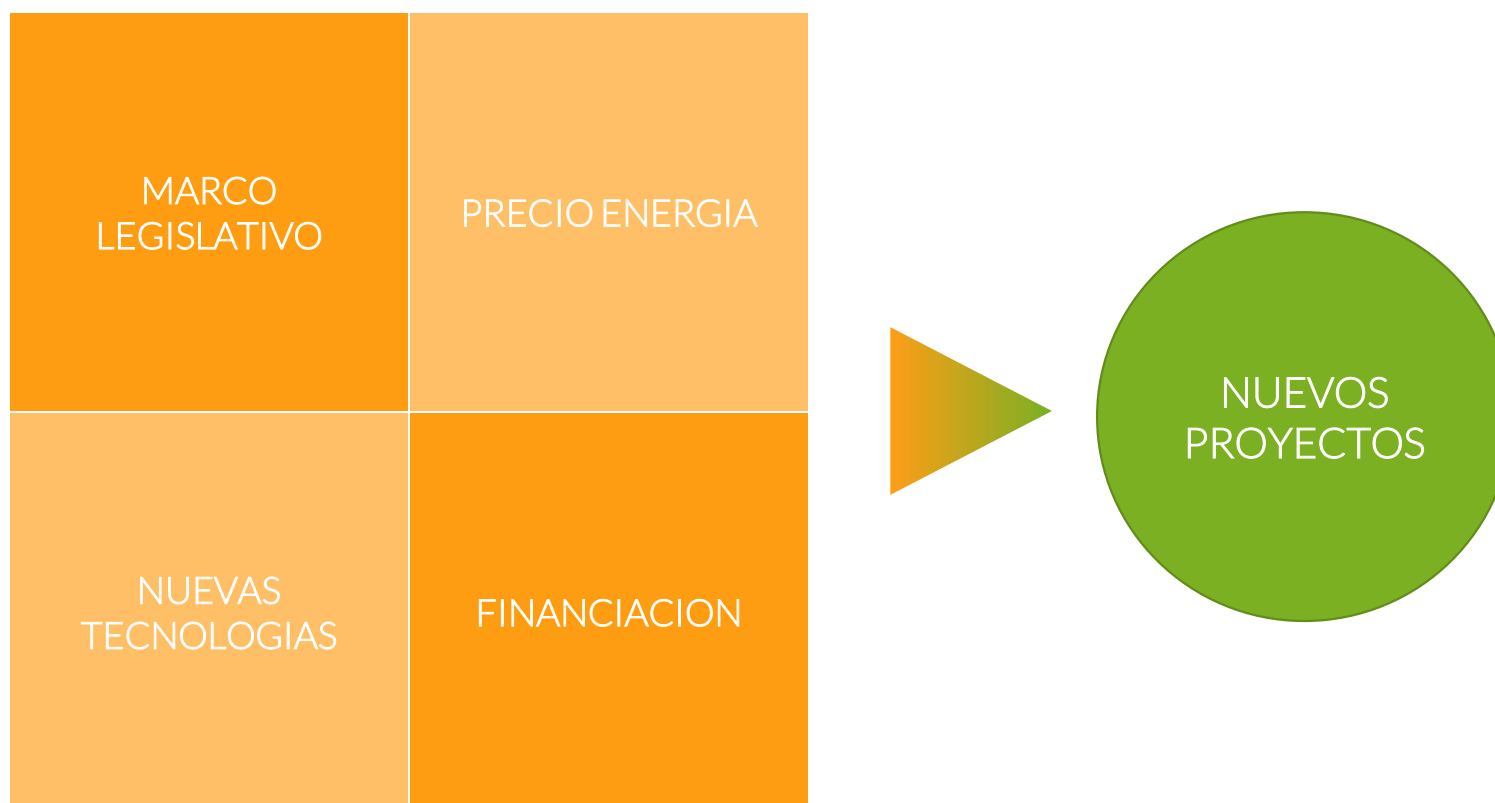 MARCO
LEGISLATIVO
PRECIO ENERGIA
NUEVAS
TECNOLOGIAS
FINANCIACION
NUEVOS
PROYECTOS